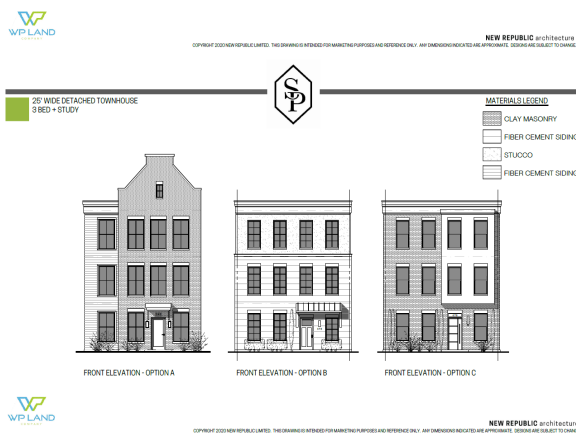 WP LAND
COMPANY
NEW REPUBLIC architecture
COPYRIGHT 2020 NEW REPUBLIC LIMITED. THIS DRAWING IS INTENDED FOR MARKETING PURPOSES AND REFERENCE ONLY. ANY DIMENSIONS INDICATED ARE APPROXIMATE. DESIGNS ARE SUBJECT TO CHANGE
25' WIDE DETACHED TOWNHOUSE
3 BED + STUDY
SP
MATERIALS LEGEND
CLAY MASONRY
FIBER CEMENT SIDING
STUCCO
FIBER CEMENT SIDING
FRONT ELEVATION - OPTION A
FRONT ELEVATION - OPTION B
FRONT ELEVATION - OPTION C
WP LAND
COMPANY
NEW REPUBLIC architecture
COPYRIGHT 2020 NEW REPUBLIC LIMITED. THIS DRAWING IS INTENDED FOR MARKETING PURPOSES AND REFERENCE ONLY. ANY DIMENSIONS INDICATED ARE APPROXIMATE. DESIGNS ARE SUBJECT TO CHANGE